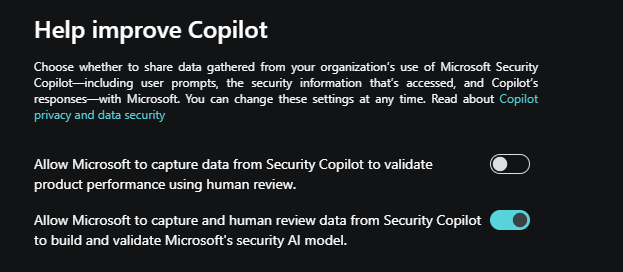 Help improve Copilot
Choose whether to share data gathered from your organization's use of Microsoft Security
Copilot—including user prompts, the security information that's accessed, and Copilot's
responses—with Microsoft. You can change these settings at any time. Read about Copilot
privacy and data security
Allow Microsoft to capture data from Security Copilot to validate
product performance using human review.
Allow Microsoft to capture and human review data from Security Copilot
to build and validate Microsoft's security AI model.